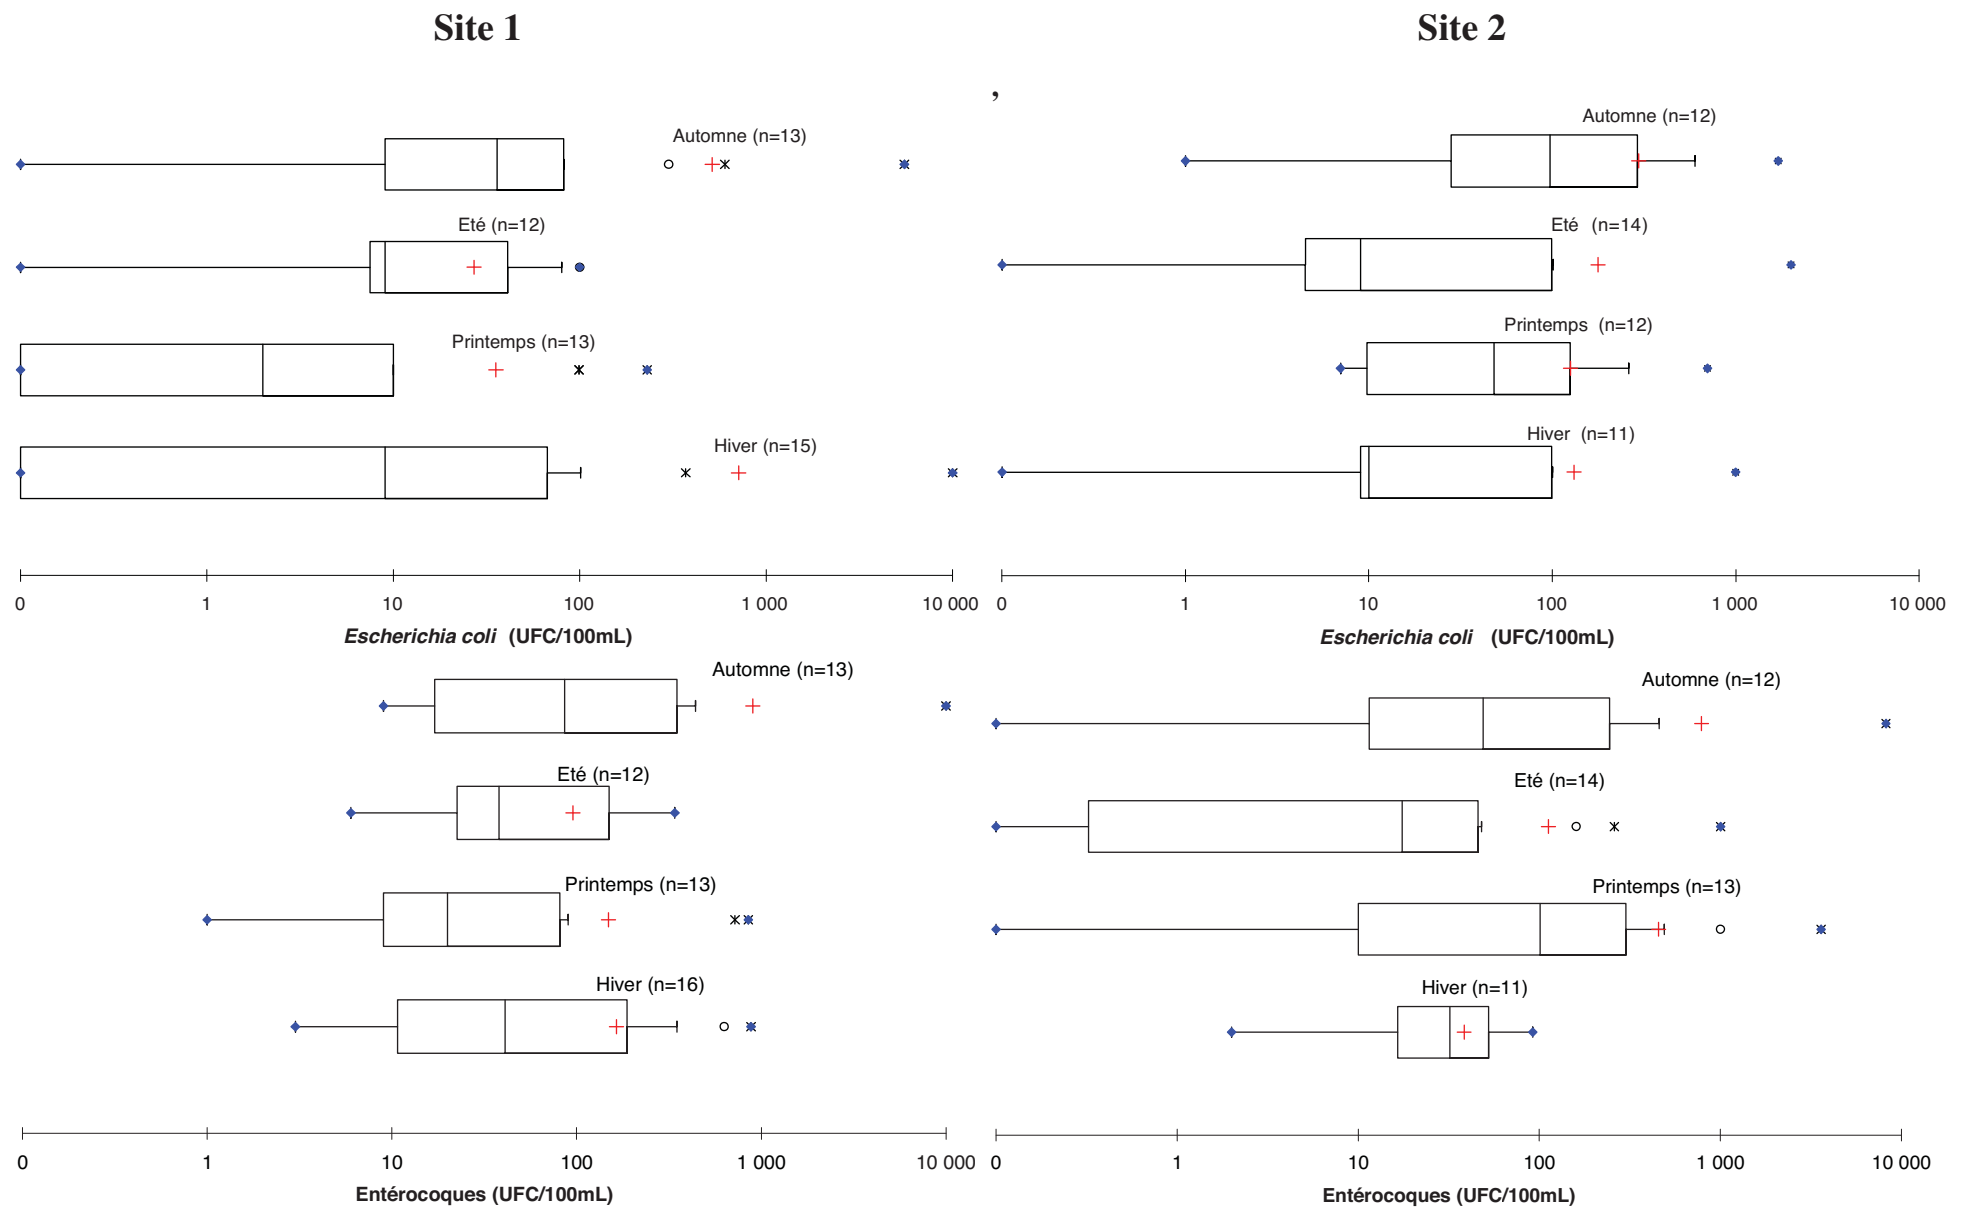 Site 1
Site 2
,
Automne (n=13)
Eté (n=12)
Printemps (n=13)
Hiver (n=15)
0 1 10 100 1 000 10 000
Escherichia coli (UFC/100mL)
Automne (n=12)
Eté (n=14)
Printemps (n=12)
Hiver (n=11)
0 1 10 100 1 000 10 000
Escherichia coli (UFC/100mL)
Automne (n=13)
Eté (n=12)
Printemps (n=13)
Hiver (n=16)
0 1 10 100 1 000 10 000
Entérocoques (UFC/100mL)
Automne (n=12)
Eté (n=14)
Printemps (n=13)
Hiver (n=11)
0 1 10 100 1 000 10 000
Entérocoques (UFC/100mL)